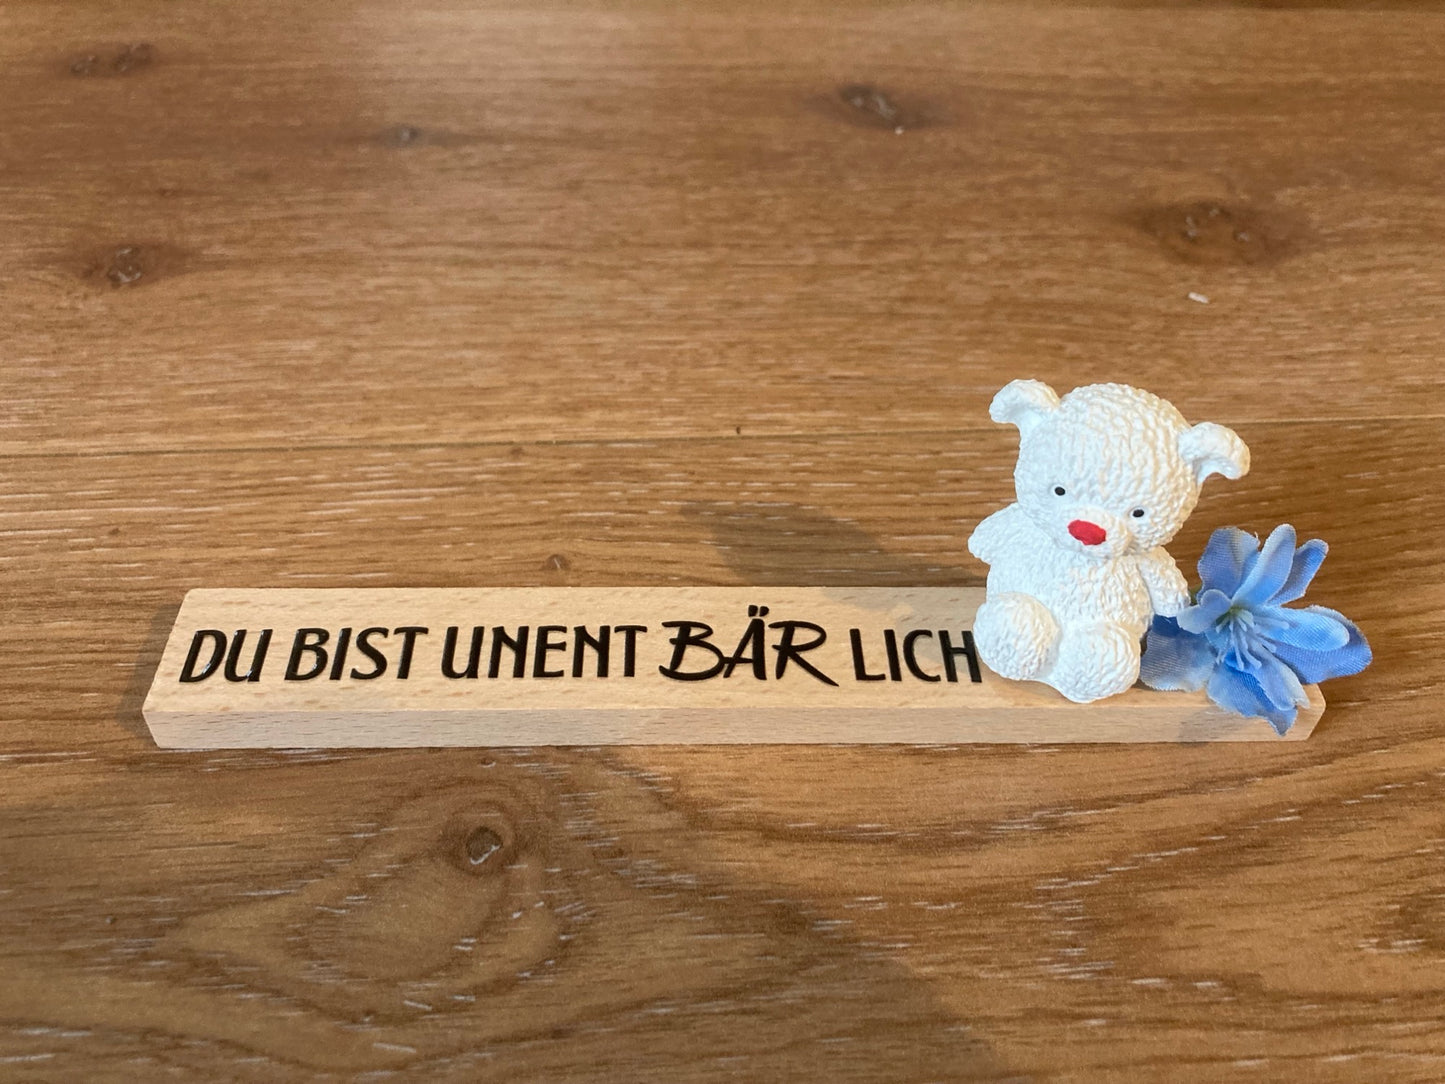 DU BIST UNENT BÄR LICH